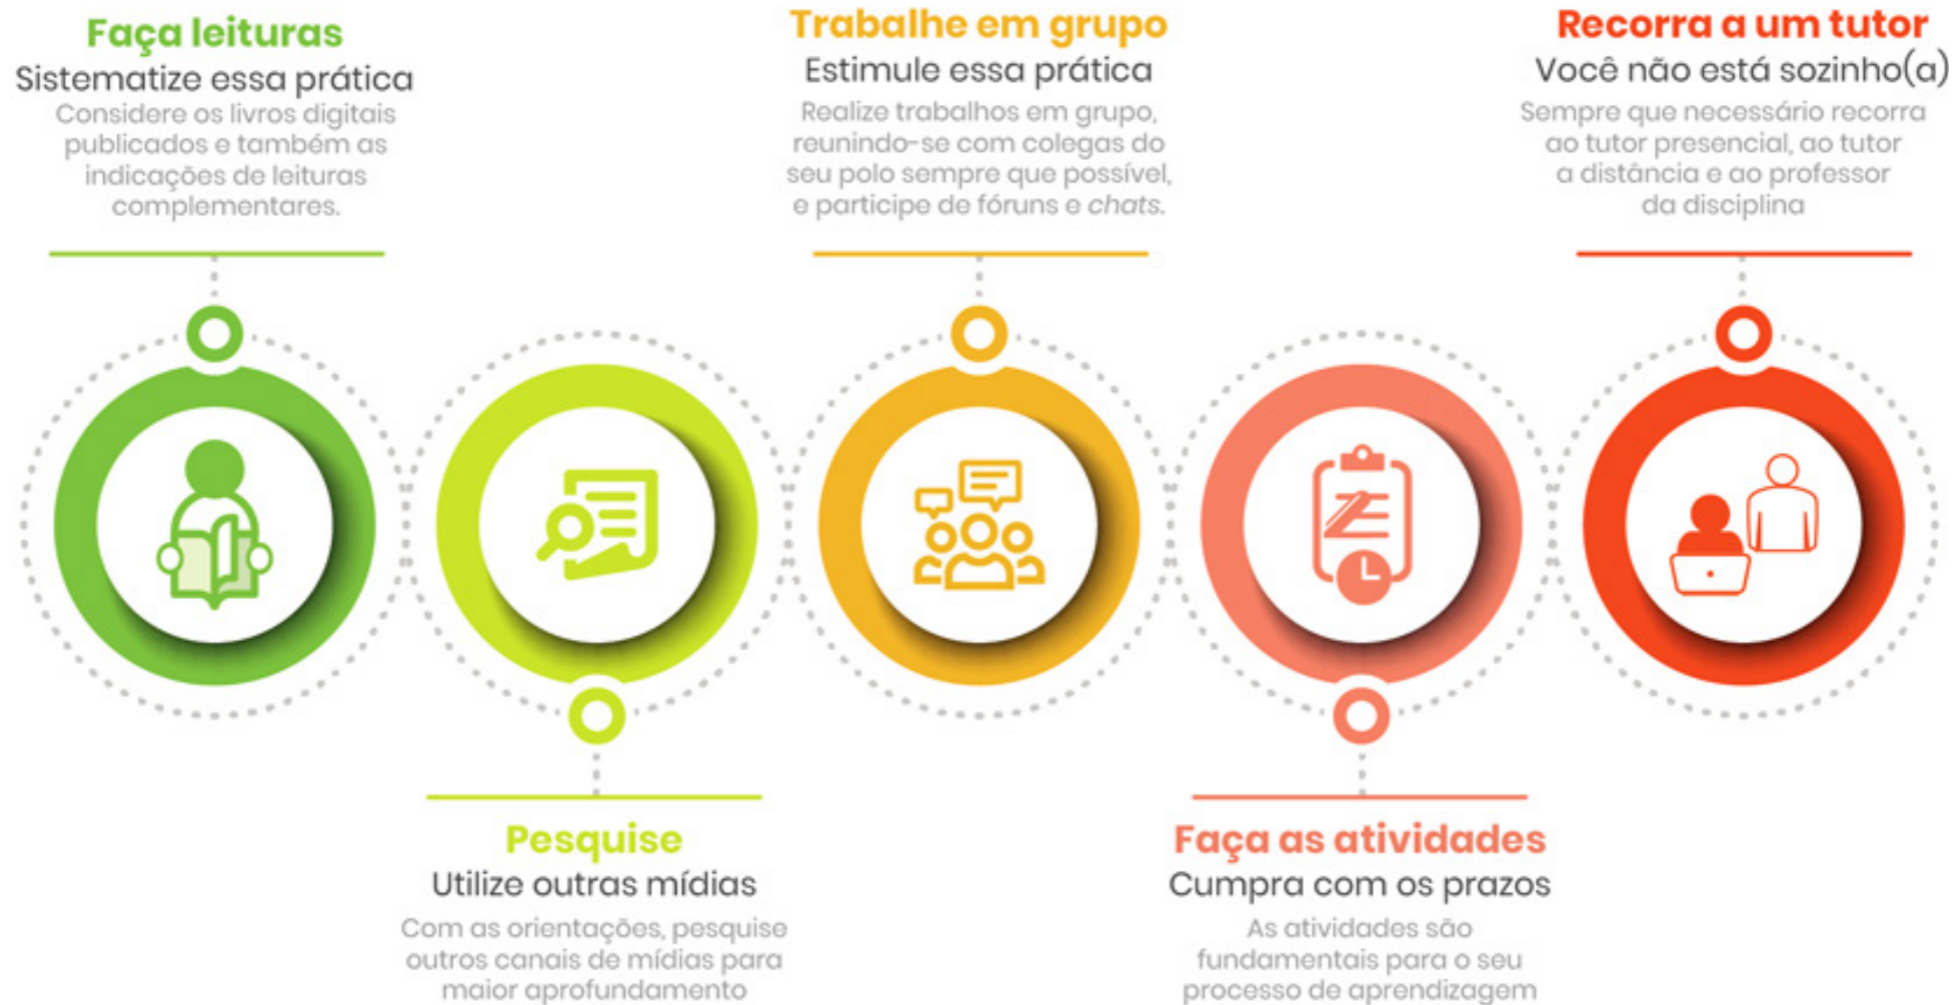 Faça leituras
Sistematize essa prática
Considere os livros digitais
publicados e também as
indicações de leituras
complementares.
Pesquise
Utilize outras mídias
Com as orientações, pesquise
outros canais de mídias para
maior aprofundamento
Trabalhe em grupo
Estimule essa prática
Realize trabalhos em grupo,
reunindo-se com colegas do
seu polo sempre que possível,
e participe de fóruns e chats.
Faça as atividades
Cumpra com os prazos
As atividades são
fundamentais para o seu
processo de aprendizagem
Recorra a um tutor
Você não está sozinho(a)
Sempre que necessário recorra
ao tutor presencial, ao tutor
a distância e ao professor
da disciplina